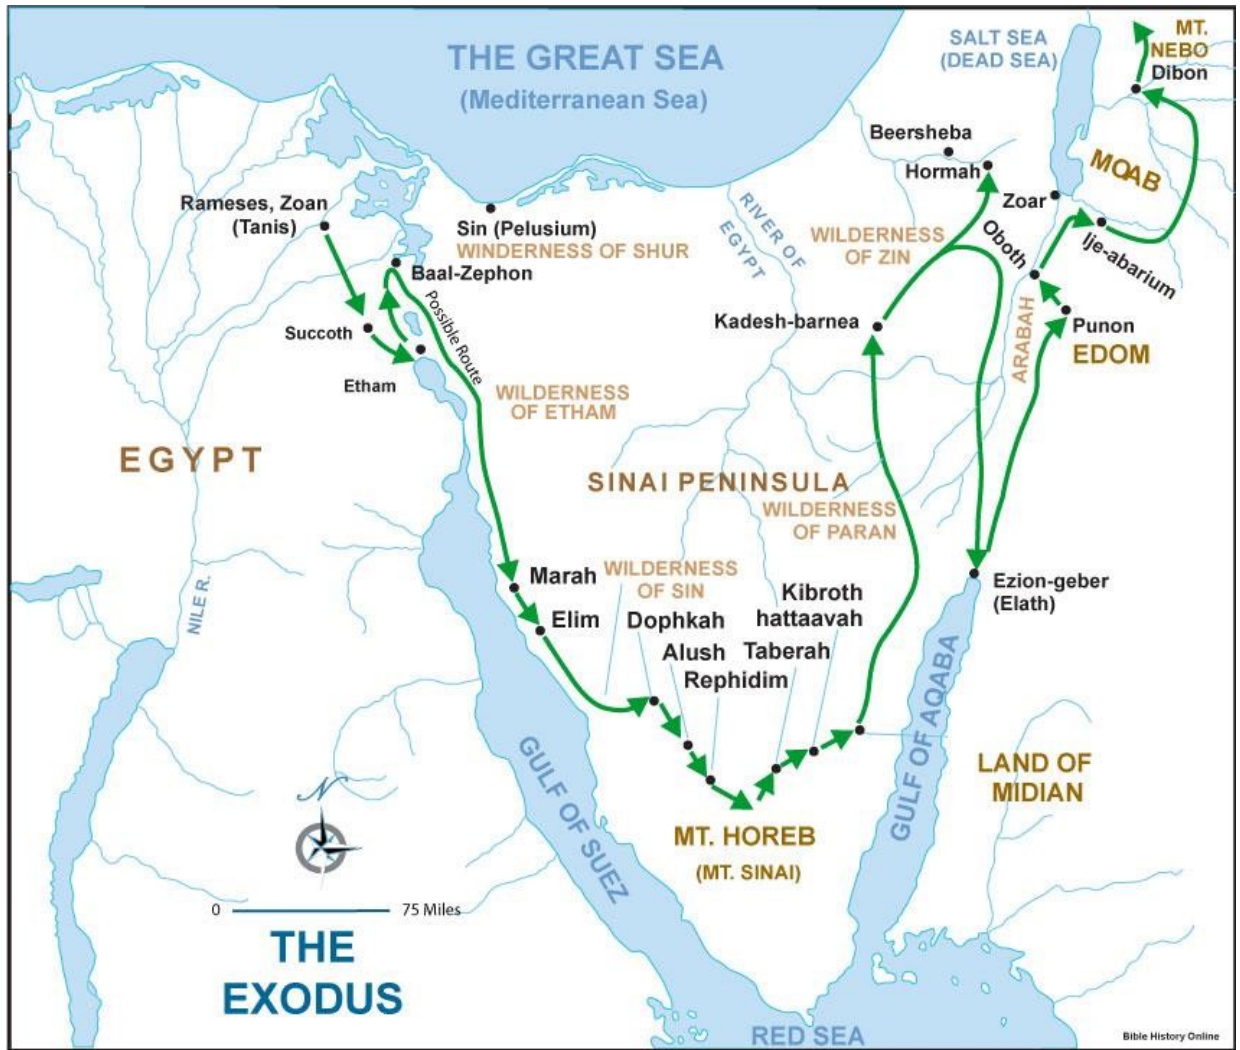 THE GREAT SEA
(Mediterranean Sea)
SALT SEA
(DEAD SEA)
MT.
NEBO
Dibon
Beersheba
Hormah
MOAB
Zoar
Rameses, Zoan
(Tanis)
Sin (Pelusium)
WINDERNESS OF SHUR
Baal-Zephon
RIVER OF
EGYPT
WILDERNESS
OF ZIN
Oboth
Ije-abarium
Possible Route
Succoth
Etham
Kadesh-barnea
ARABAH
Punon
EDOM
WILDERNESS
OF ETHAM
EGYPT
SINAI PENINSULA
WILDERNESS
OF PARAN
NILE R.
Marah
WILDERNESS
OF SIN
Elim
Dophkah
Kibroth
hattaavah
Alush
Taberah
Rephidim
Ezion-geber
(Elath)
GULF OF AQABA
GULF OF SUEZ
LAND OF
MIDIAN
N
MT. HOREB
(MT. SINAI)
0 75 Miles
THE
EXODUS
RED SEA
Bible History Online